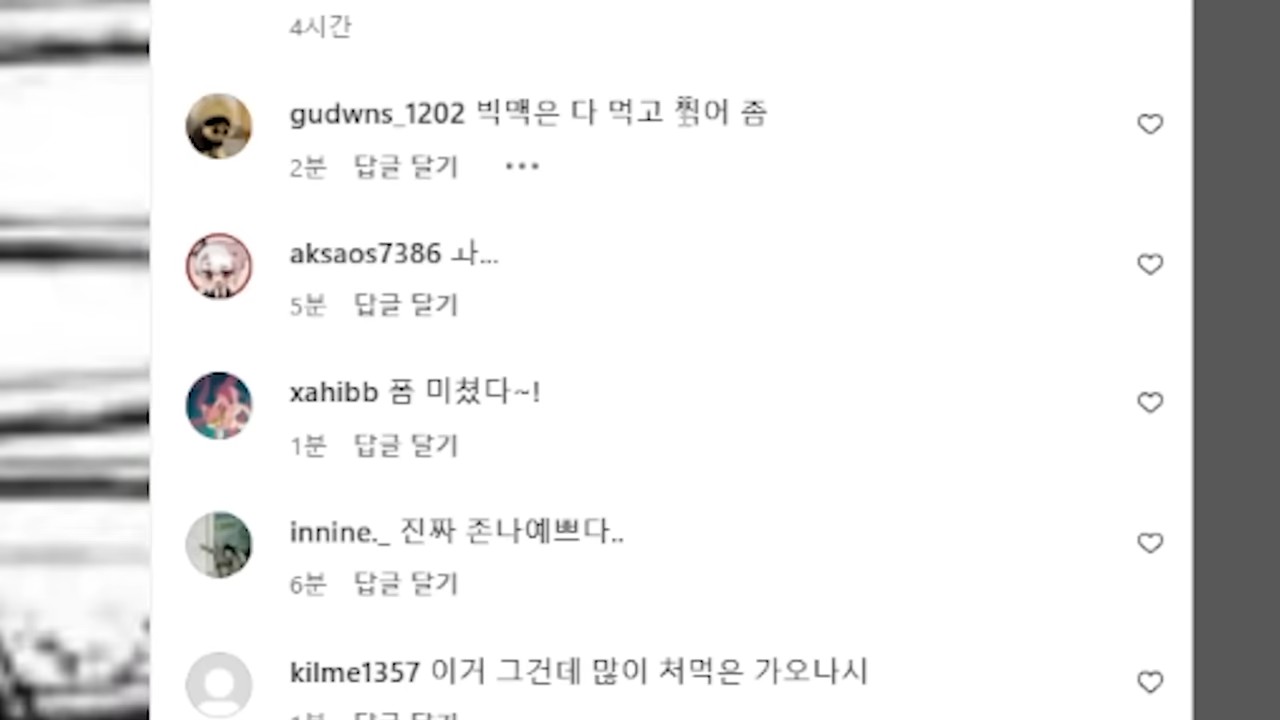 4시간
gudwns_1202 빅맥은 다 먹고 찍어 좀
2분 답글 달기 •••
aksaos7386 ㅘ...
5분 답글 달기
xahibb 폼 미쳤다~!
1분 답글 달기
innine._ 진짜 존나예쁘다..
6분 답글 달기
kilme1357 이거 그건데 많이 처먹은 가오나시